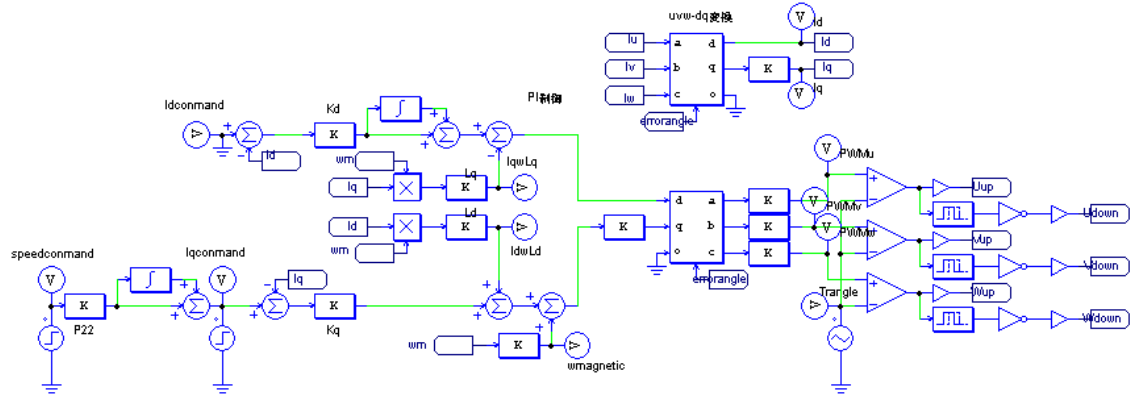 uvw-dq変換
V
Id
Iu
a
d
Id
Iv
b
q
K
Iq
Iw
c
o
V
Iq
errorangle
PI制御
Idconmand
Kd
∫
K
Σ
Σ
Σ
Id
wm
IqwLq
Lq
Iq
K
Ld
Id
K
IdwLd
wm
V
PWMu
V
PWMv
V
PWMw
d
a
K
K
q
b
K
o
c
K
errorangle
Uup
Udown
Vup
Vdown
Wup
Wdown
Trangle
speedconmand
Iqconmand
V
V
∫
Iq
K
Σ
Σ
K
Σ
Σ
P22
Kq
wm
K
wmagnetic